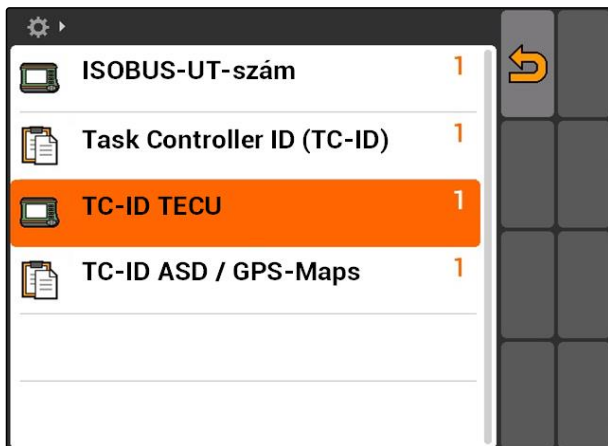 ISOBUS-UT-szám 1
Task Controller ID (TC-ID) 1
TC-ID TECU 1
TC-ID ASD / GPS-Maps 1